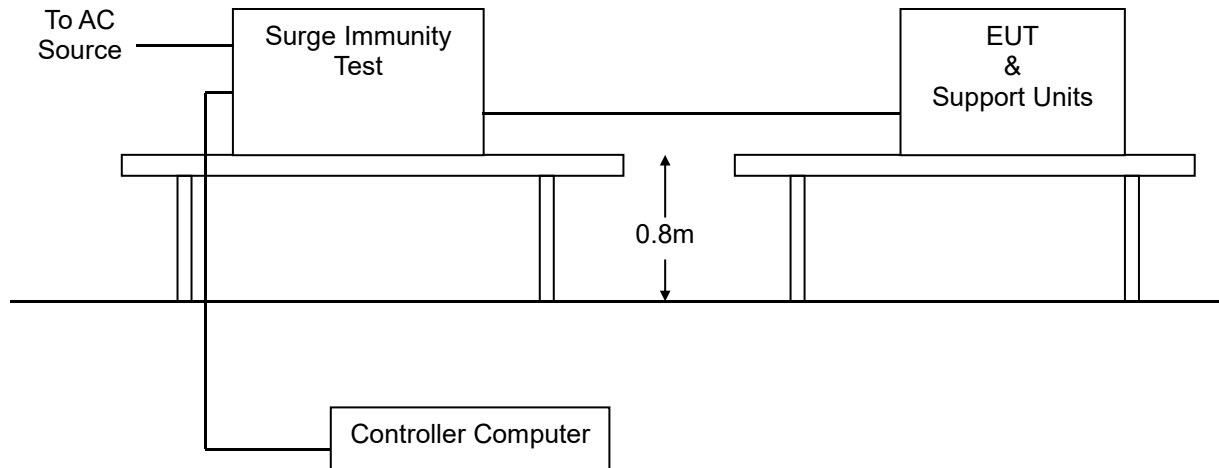 To AC
Source
Surge Immunity
Test
EUT
&
Support Units
0.8m
Controller Computer